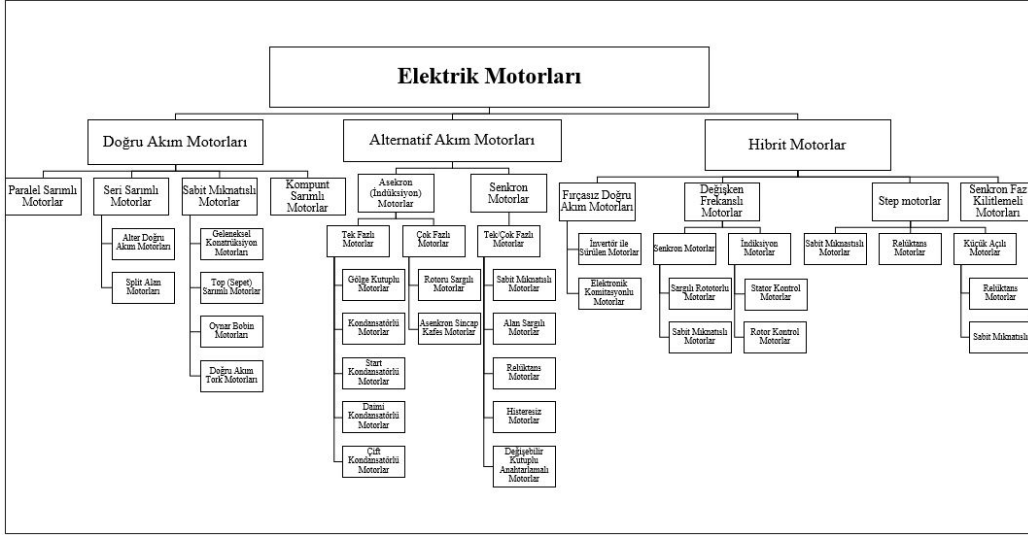 Elektrik Motorları
Doğru Akım Motorları
Alternatif Akım Motorları
Hibrit Motorlar
Paralel Sarımlı
Motorlar
Seri Sarımlı
Motorlar
Sabit Mıknatıslı
Motorlar
Kompunt
Sarımlı
Motorlar
Asekron
(İndüksiyon)
Motorlar
Senkron
Motorlar
Fırçasız Doğru
Akım Motorları
Değişken
Frekanslı
Motorlar
Step motorlar
Senkron Faz
Kilitlemeli
Motorları
Alter Doğru
Akım Motorları
Split Alan
Motorları
Geleneksel
Konstrüksiyon
Motorları
Top (Sepet)
Sarımlı Motorlar
Oynar Bobin
Motorları
Doğru Akım
Tork Motorları
Tek Fazlı
Motorlar
Gölge Kutuplu
Motorlar
Kondansatörlü
Motorlar
Start
Kondansatörlü
Motorlar
Daimi
Kondansatörlü
Motorlar
Çift
Kondansatörlü
Motorlar
Çok Fazlı
Motorlar
Rotoru Sargılı
Motorlar
Asenkron Sincap
Kafes Motorlar
Tek/Çok Fazlı
Motorlar
Sabit Mıknatıslı
Motorlar
Alan Sargılı
Motorlar
Relüktans
Motorlar
Histeresiz
Motorlar
Değişebilir
Kutuplu
Anahtarlamalı
Motorlar
İnvertör ile
Sürülen Motorlar
Elektronik
Komitasyonlu
Motorlar
Senkron Motorlar
Sargılı Rototorlu
Motorlar
Sabit Mıknatıslı
Motorlar
İndiksiyon
Motorlar
Stator Kontrol
Motorlar
Rotor Kontrol
Motorlar
Sabit Mıknastıslı
Motorlar
Relüktans
Motorlar
Küçük Açılı
Motorlar
Relüktans
Motorlar
Sabit Mıknatıslı